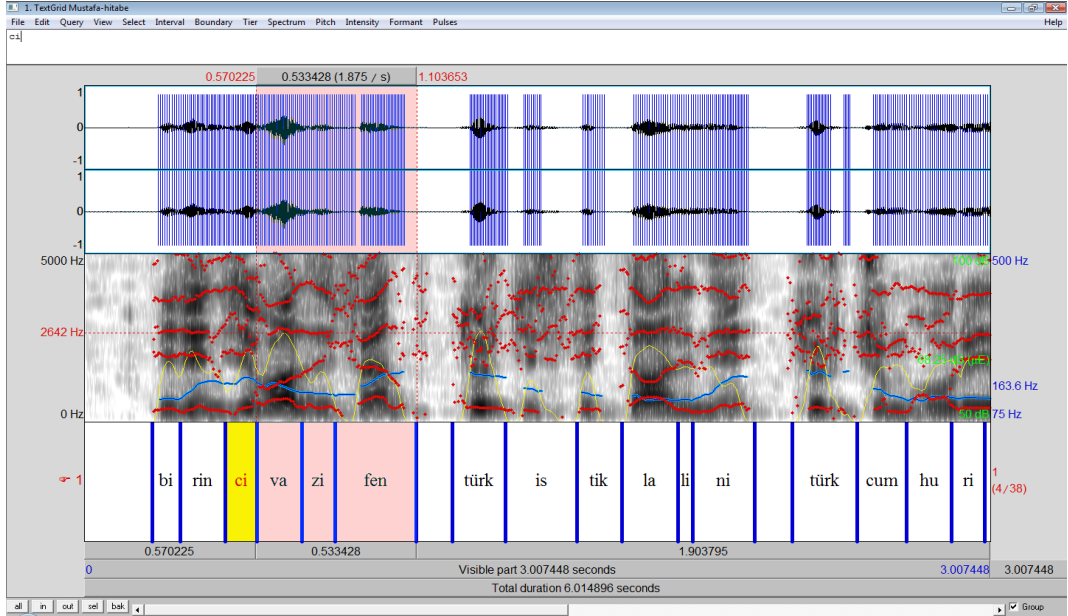 1. TextGrid Mustafa-hitabe
File Edit Query View Select Interval Boundary Tier Spectrum Pitch Intensity Formant Pulses Help
ci
0.570225 0.533428 (1.875 / s) 1.103653
1
0
-1
1
0
-1
5000 Hz 500 Hz
2642 Hz
163.6 Hz
0 Hz 75 Hz
1 bi rin ci va zi fen türk is tik la li ni türk cum hu ri 1
(4/38)
0.570225 0.533428 1.903795
0 Visible part 3.007448 seconds 3.007448 3.007448
Total duration 6.014896 seconds
all in out sel bak Group